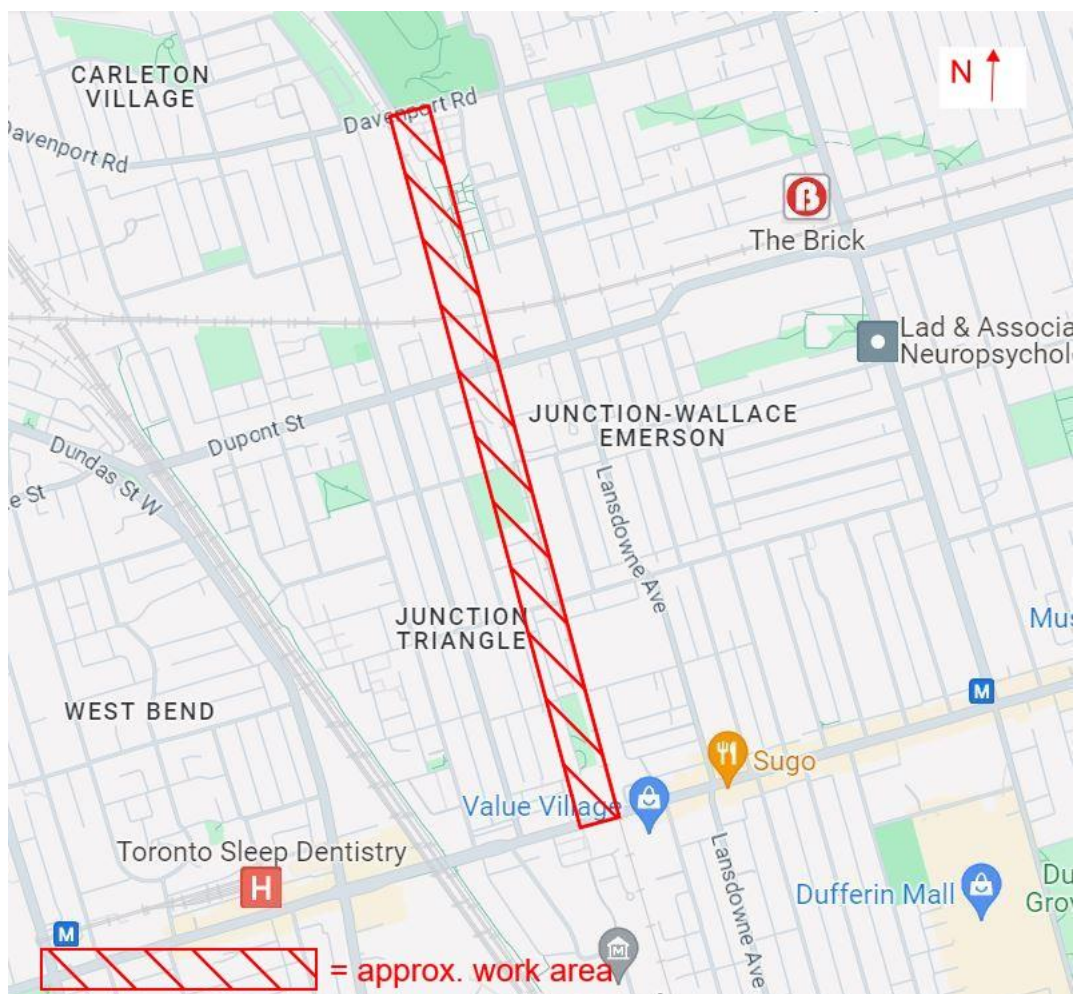 CARLETON
VILLAGE
N
Davenport Rd
Davenport Rd
The Brick
Lad & Associa
Neuropsycholo
JUNCTION-WALLACE
EMERSON
Dupont St
Dundas St W
e St
Lansdowne Ave
JUNCTION
TRIANGLE
Mus
WEST BEND
M
Sugo
Value Village
Toronto Sleep Dentistry
H
Lansdowne Ave
Dufferin Mall
Du
Grov
M
M
= approx. work area